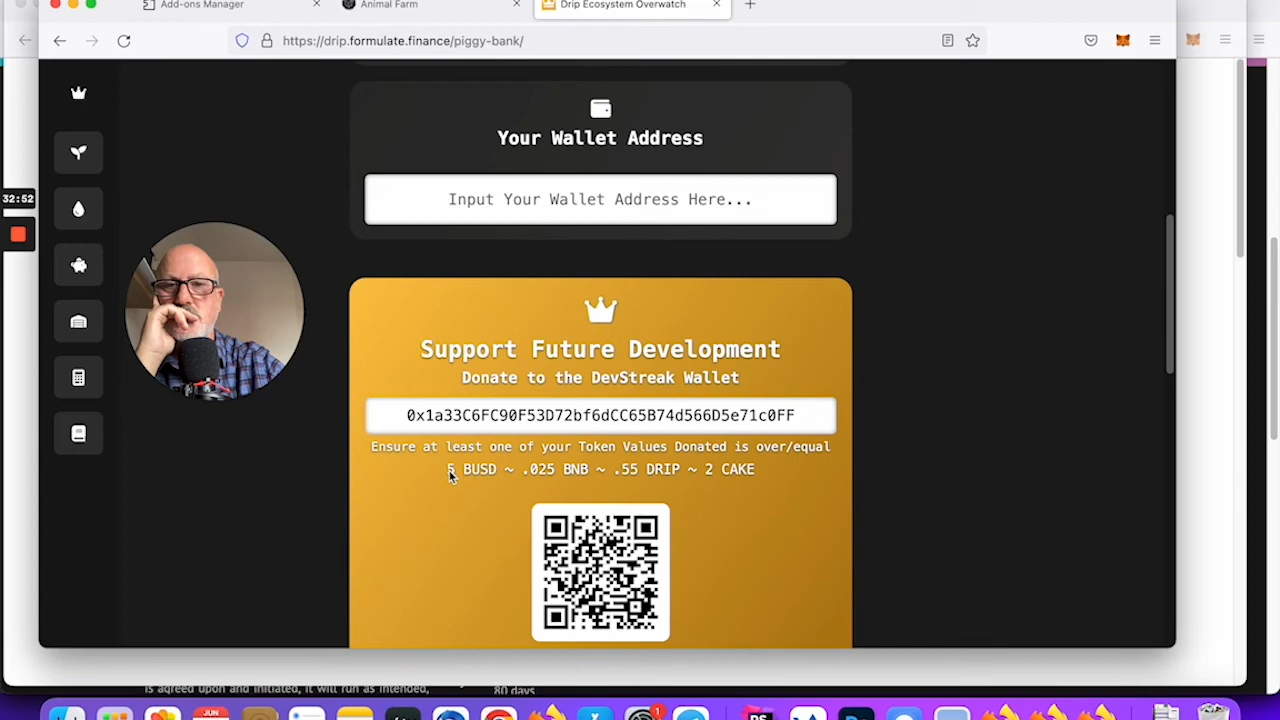 Add-ons Manager
Animal Farm
Drip Ecosystem Overwatch
https://drip.formulate.finance/piggy-bank/
32:52
Your Wallet Address
Input Your Wallet Address Here...
Support Future Development
Donate to the DevStreak Wallet
0x1a33C6FC90F53D72bf6dCC65B74d566D5e71c0FF
Ensure at least one of your Token Values Donated is over/equal
5 BUSD ~ .025 BNB ~ .55 DRIP ~ 2 CAKE
is agreed upon and initiated, it will run as intended,
80 days
JUN
1